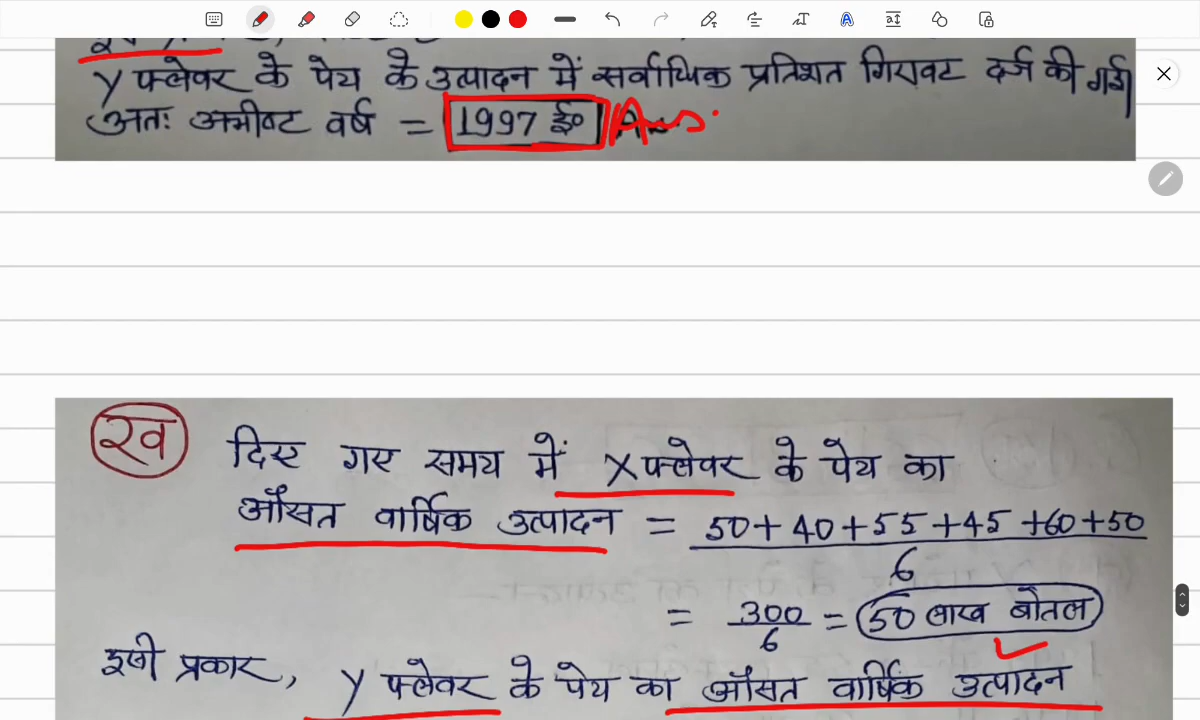 Y फ्लेवर के पेय के उत्पादन में सर्वाधिक प्रतिशत गिरावट दर्ज की गई।
अतः अभीष्ट वर्ष = 1997 ई० Ans.
ख
दिए गए समय में X फ्लेवर के पेय का
औसत वार्षिक उत्पादन = 50+40+55+45+60+50
6
= 300/6 = 50 लाख बोतल
इसी प्रकार, Y फ्लेवर के पेय का औसत वार्षिक उत्पादन